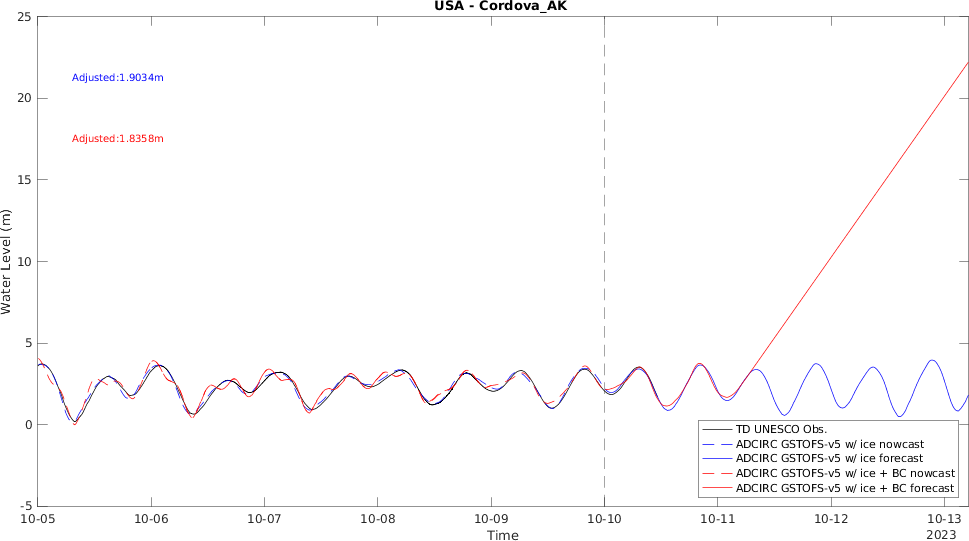 USA - Cordova_AK
25
20
15
10
5
0
-5
Water Level (m)
Adjusted:1.9034m
Adjusted:1.8358m
TD UNESCO Obs.
ADCIRC GSTOFS-v5 w/ ice nowcast
ADCIRC GSTOFS-v5 w/ ice forecast
ADCIRC GSTOFS-v5 w/ ice + BC nowcast
ADCIRC GSTOFS-v5 w/ ice + BC forecast
10-05 10-06 10-07 10-08 10-09 10-10 10-11 10-12 10-13
Time
2023